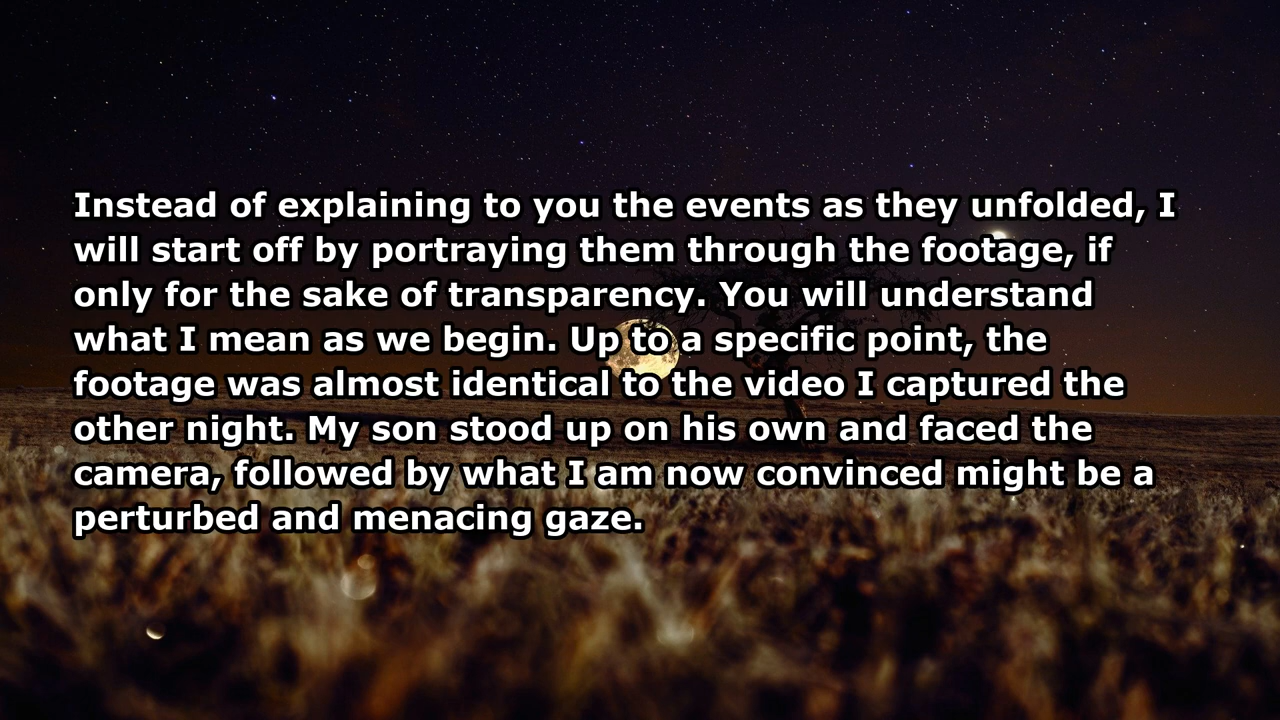 Instead of explaining to you the events as they unfolded, I
will start off by portraying them through the footage, if
only for the sake of transparency. You will understand
what I mean as we begin. Up to a specific point, the
footage was almost identical to the video I captured the
other night. My son stood up on his own and faced the
camera, followed by what I am now convinced might be a
perturbed and menacing gaze.